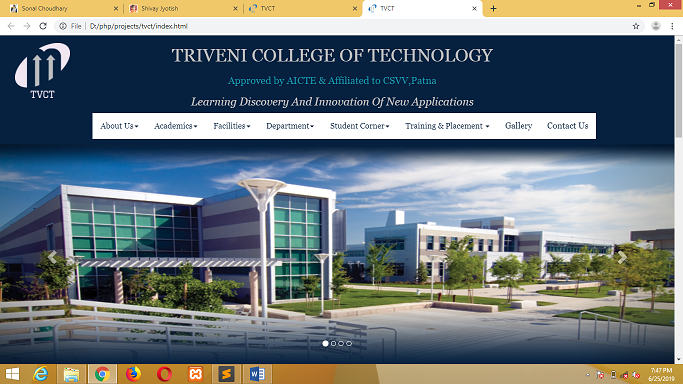 Sonal Choudhary
Shivay Jyotish
TVCT
TVCT
File D:/php/projects/tvct/index.html
TRIVENI COLLEGE OF TECHNOLOGY
Approved by AICTE & Affiliated to CSVV,Patna
Learning Discovery And Innovation Of New Applications
TVCT
About Us Academics Facilities Department Student Corner Training & Placement Gallery Contact Us
7:47 PM
6/25/2019